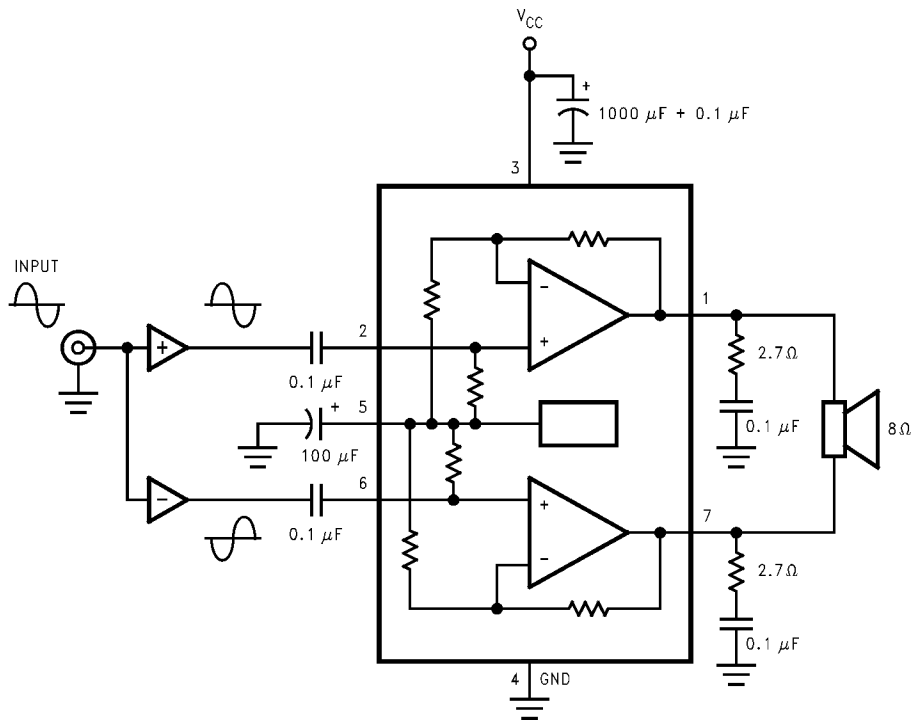 V_CC
+
1000 µF + 0.1 µF
3
INPUT
−
1
2
+
+
0.1 µF
2.7Ω
5
+
0.1 µF
8Ω
100 µF
6
7
−
+
0.1 µF
−
2.7Ω
0.1 µF
4 GND